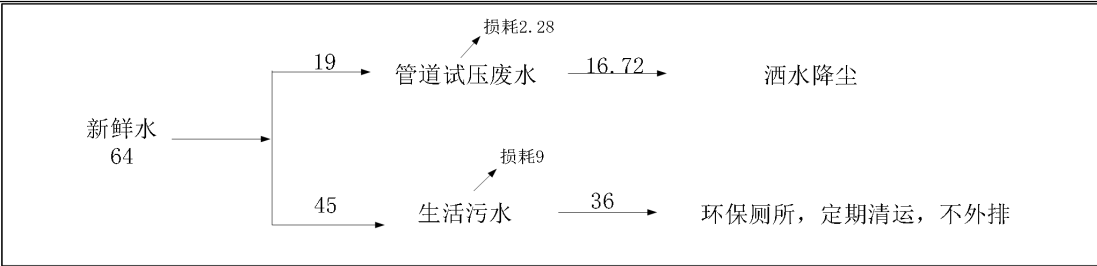 损耗2.28
19
管道试压废水
16.72
洒水降尘
新鲜水
64
损耗9
45
生活污水
36
环保厕所，定期清运，不外排